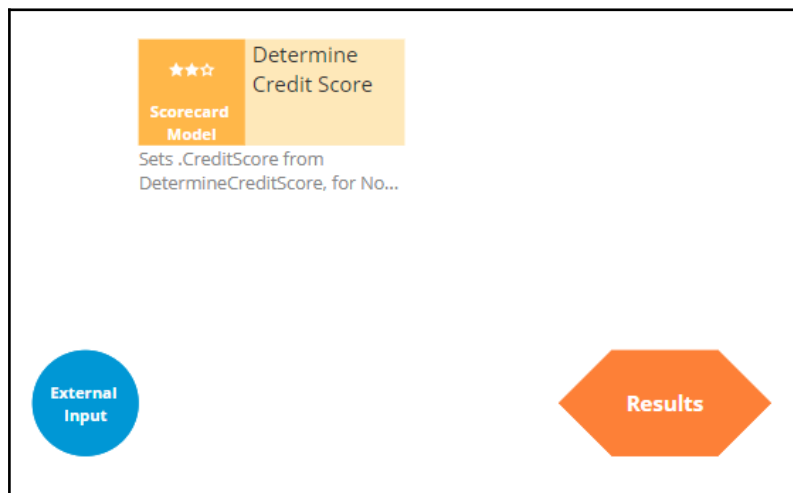 Determine
Credit Score
Scorecard
Model
Sets .CreditScore from
DetermineCreditScore, for No...
External
Input
Results